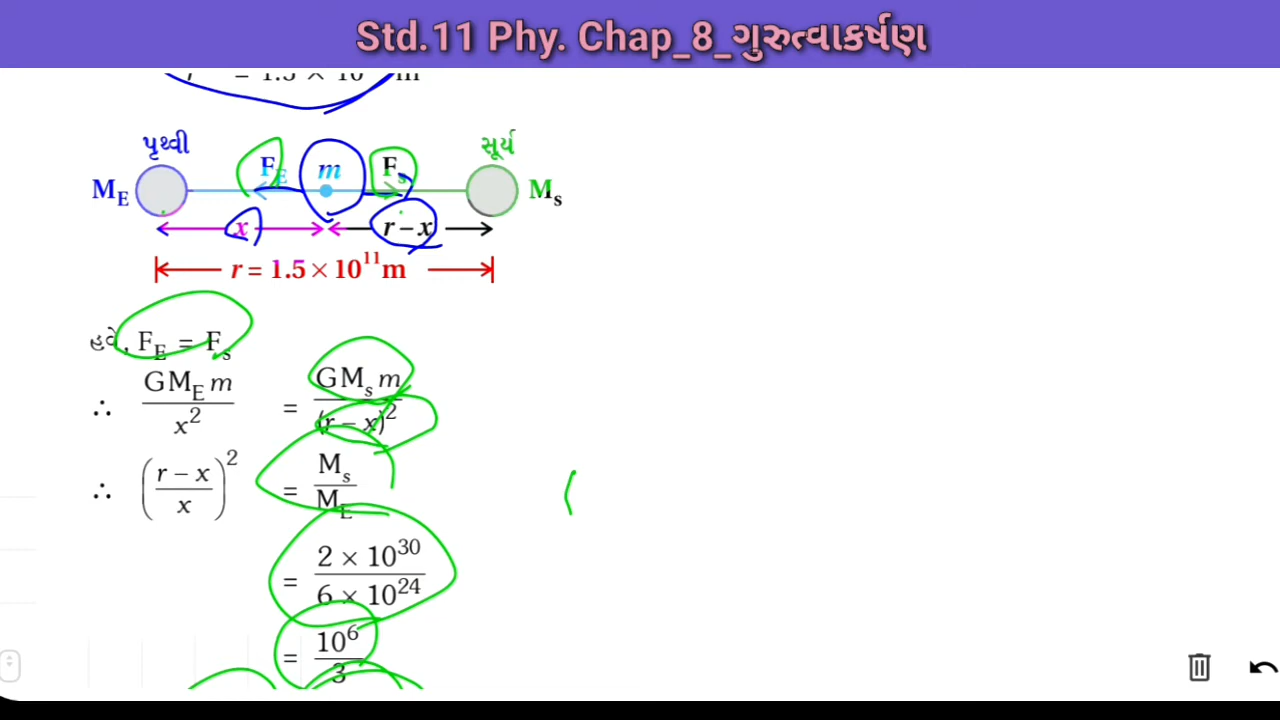 Std.11 Phy. Chap_8_ગુરુત્વાકર્ષણ
પૃથ્વી સૂર્ય
M_E F_E m F_s M_s
x r – x
r = 1.5 × 10^11 m
હવે, F_E = F_s
∴ GM_E m / x^2 = GM_s m / (r – x)^2
∴ ((r – x) / x)^2 = M_s / M_E
= 2 × 10^30 / 6 × 10^24
= 10^6 / 3
(